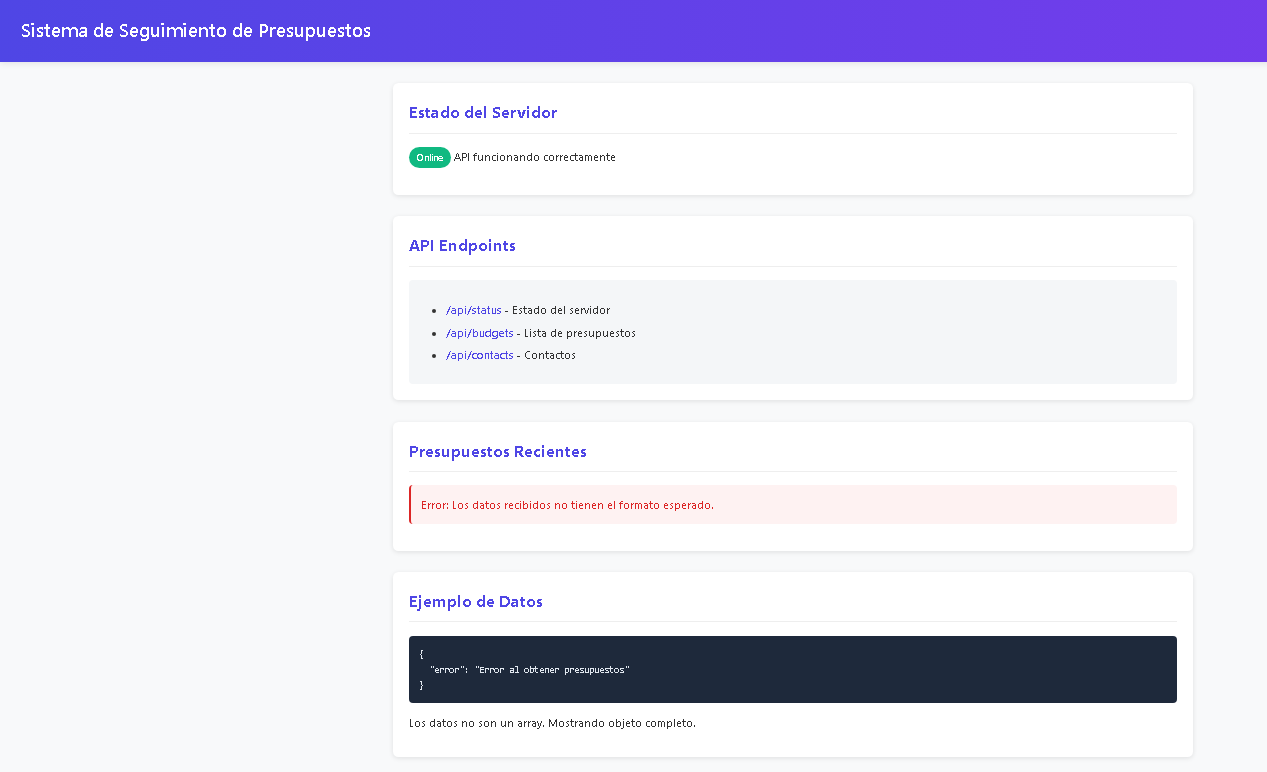 Sistema de Seguimiento de Presupuestos
Estado del Servidor
Online API funcionando correctamente
API Endpoints
• /api/status - Estado del servidor
• /api/budgets - Lista de presupuestos
• /api/contacts - Contactos
Presupuestos Recientes
Error: Los datos recibidos no tienen el formato esperado.
Ejemplo de Datos
{
  "error": "Error al obtener presupuestos"
}
Los datos no son un array. Mostrando objeto completo.